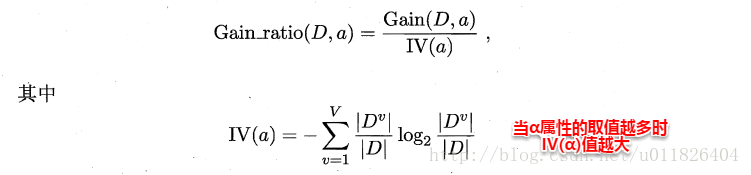 Gain_ratio(D, a) = Gain(D, a) / IV(a) ,
其中
IV(a) = − ∑_{v=1}^{V} |D^v| / |D| log₂ |D^v| / |D|
当α属性的取值越多时
IV(α)值越大
http://blog.csdn.net/u011826404